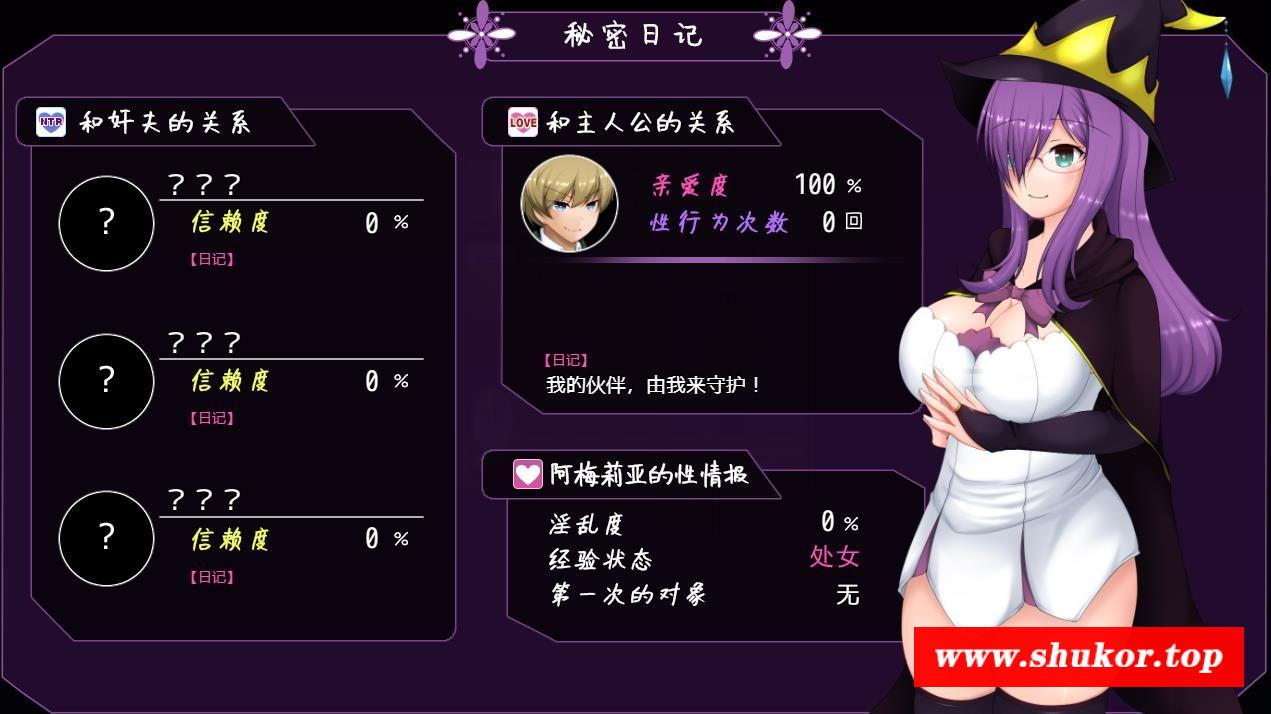 秘密日记
NTR 和奸夫的关系
?
？？？
信赖度 0 %
【日记】
?
？？？
信赖度 0 %
【日记】
?
？？？
信赖度 0 %
【日记】
LOVE 和主人公的关系
亲爱度 100 %
性行为次数 0 回
【日记】
我的伙伴，由我来守护！
阿梅莉亚的性情报
淫乱度 0 %
经验状态 处女
第一次的对象 无
www.shukor.top